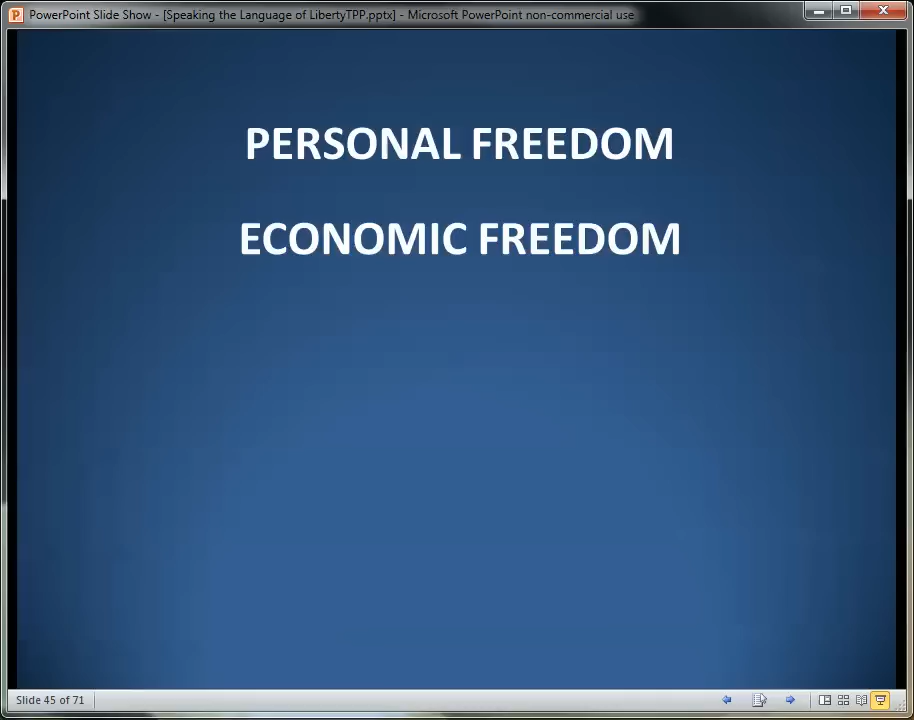 PowerPoint Slide Show - [Speaking the Language of LibertyTPP.pptx] - Microsoft PowerPoint non-commercial use
PERSONAL FREEDOM
ECONOMIC FREEDOM
Slide 45 of 71